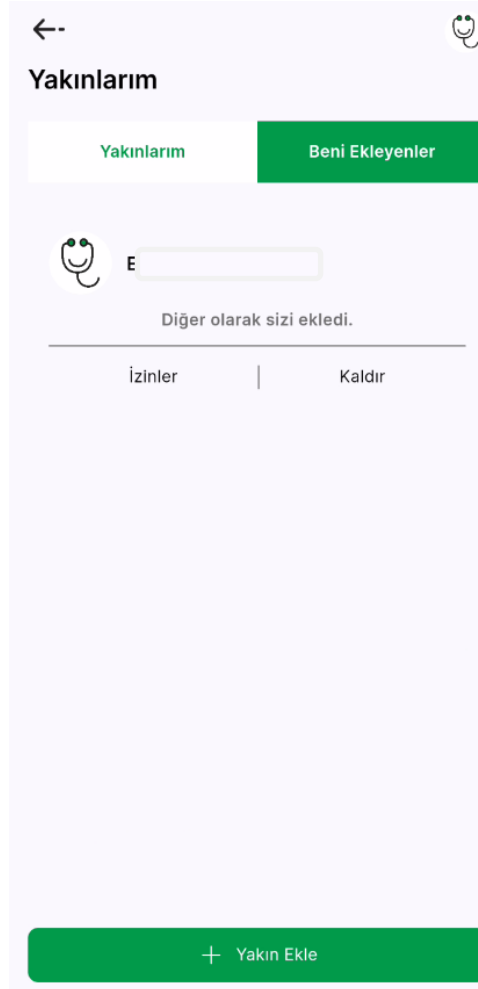 Yakınlarım
Yakınlarım Beni Ekleyenler
E
Diğer olarak sizi ekledi.
İzinler | Kaldır
+ Yakın Ekle